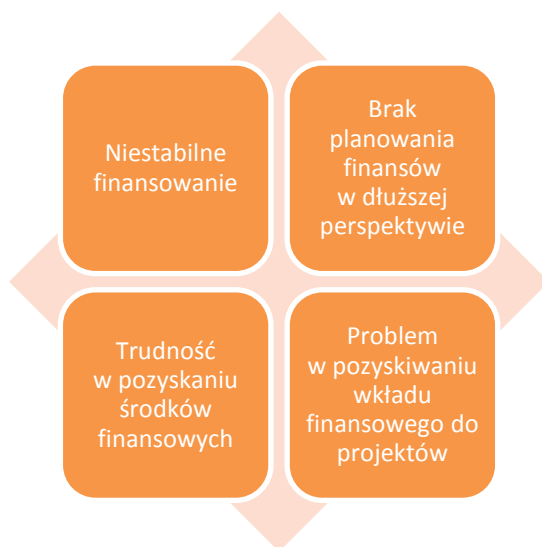 Niestabilne
finansowanie
Brak
planowania
finansów
w dłuższej
perspektywie
Trudność
w pozyskaniu
środków
finansowych
Problem
w pozyskiwaniu
wkładu
finansowego do
projektów